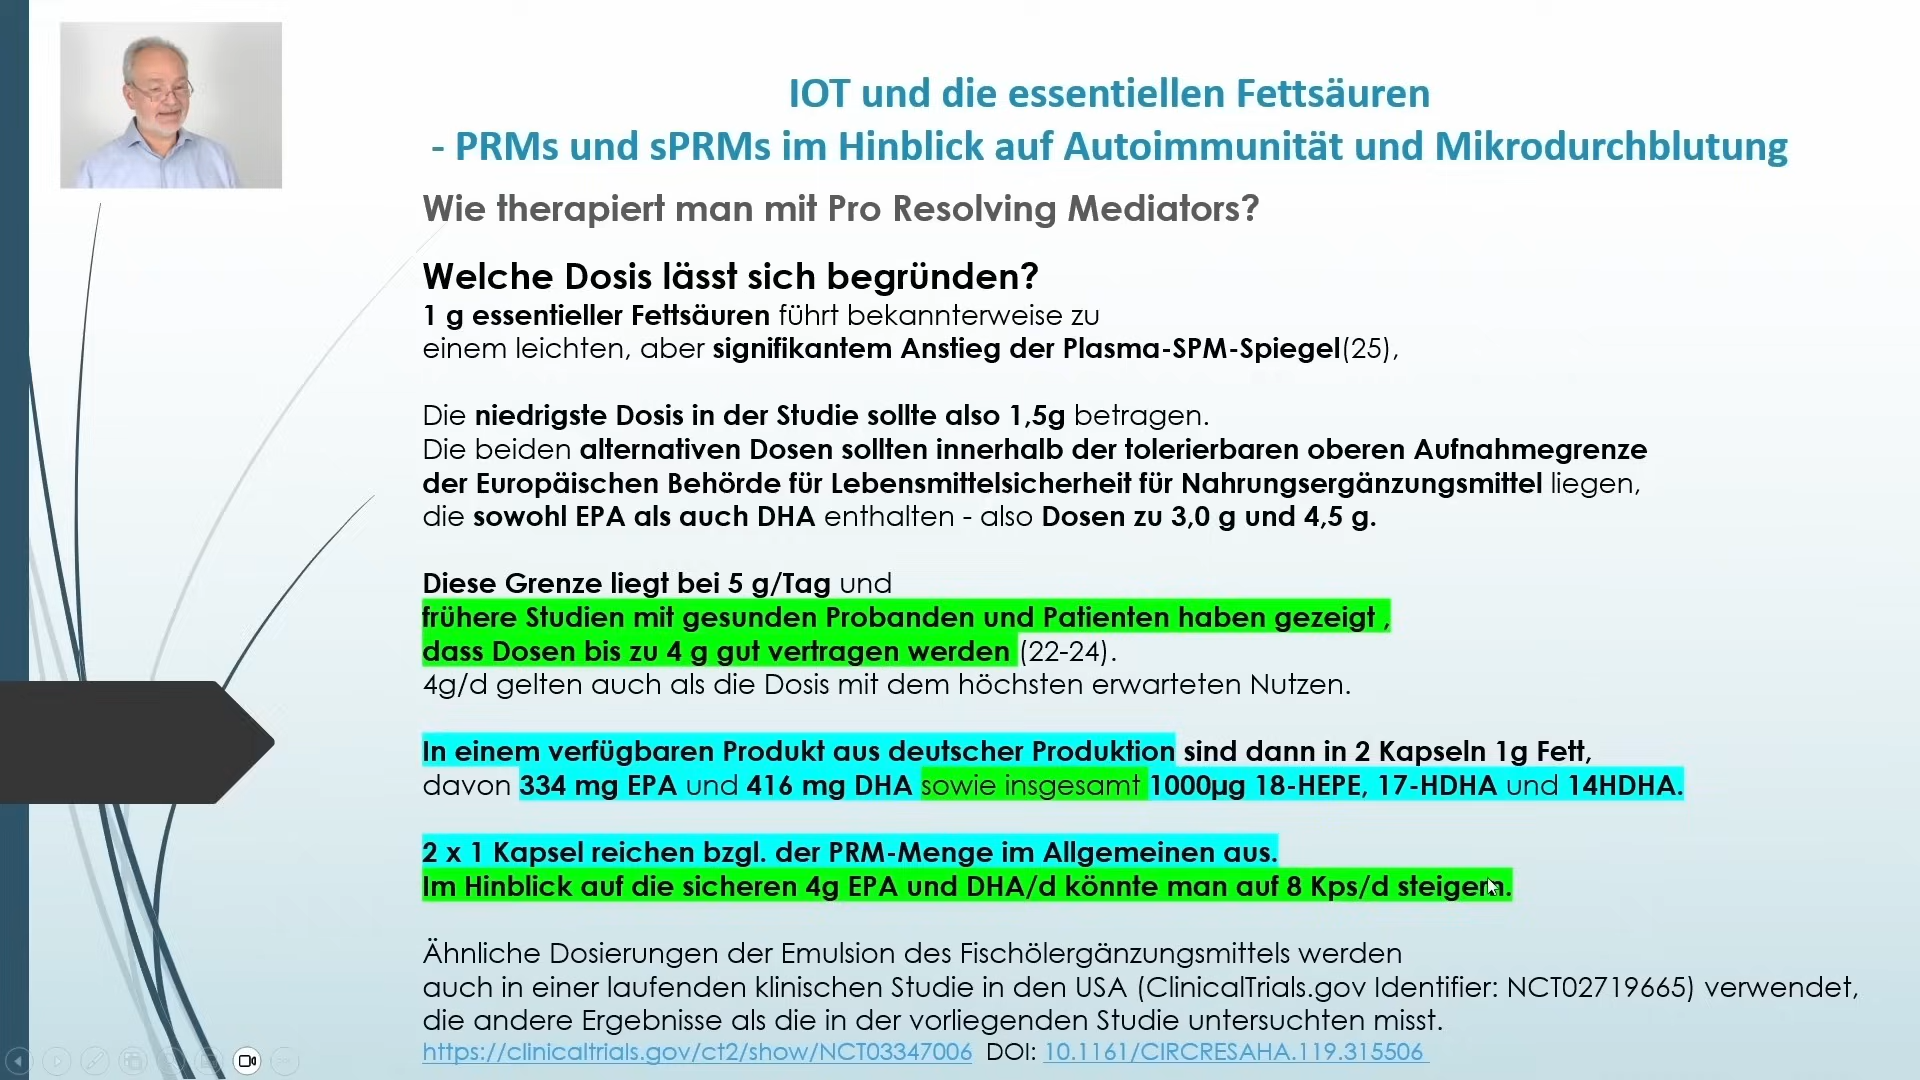 IOT und die essentiellen Fettsäuren
- PRMs und sPRMs im Hinblick auf Autoimmunität und Mikrodurchblutung
Wie therapiert man mit Pro Resolving Mediators?
Welche Dosis lässt sich begründen?
1 g essentieller Fettsäuren führt bekannterweise zu
einem leichten, aber signifikantem Anstieg der Plasma-SPM-Spiegel(25),
Die niedrigste Dosis in der Studie sollte also 1,5g betragen.
Die beiden alternativen Dosen sollten innerhalb der tolerierbaren oberen Aufnahmegrenze
der Europäischen Behörde für Lebensmittelsicherheit für Nahrungsergänzungsmittel liegen,
die sowohl EPA als auch DHA enthalten - also Dosen zu 3,0 g und 4,5 g.
Diese Grenze liegt bei 5 g/Tag und
frühere Studien mit gesunden Probanden und Patienten haben gezeigt ,
dass Dosen bis zu 4 g gut vertragen werden (22-24).
4g/d gelten auch als die Dosis mit dem höchsten erwarteten Nutzen.
In einem verfügbaren Produkt aus deutscher Produktion sind dann in 2 Kapseln 1g Fett,
davon 334 mg EPA und 416 mg DHA sowie insgesamt 1000µg 18-HEPE, 17-HDHA und 14HDHA.
2 x 1 Kapsel reichen bzgl. der PRM-Menge im Allgemeinen aus.
Im Hinblick auf die sicheren 4g EPA und DHA/d könnte man auf 8 Kps/d steigern.
Ähnliche Dosierungen der Emulsion des Fischölergänzungsmittels werden
auch in einer laufenden klinischen Studie in den USA (ClinicalTrials.gov Identifier: NCT02719665) verwendet,
die andere Ergebnisse als die in der vorliegenden Studie untersuchten misst.
https://clinicaltrials.gov/ct2/show/NCT03347006 DOI: 10.1161/CIRCRESAHA.119.315506